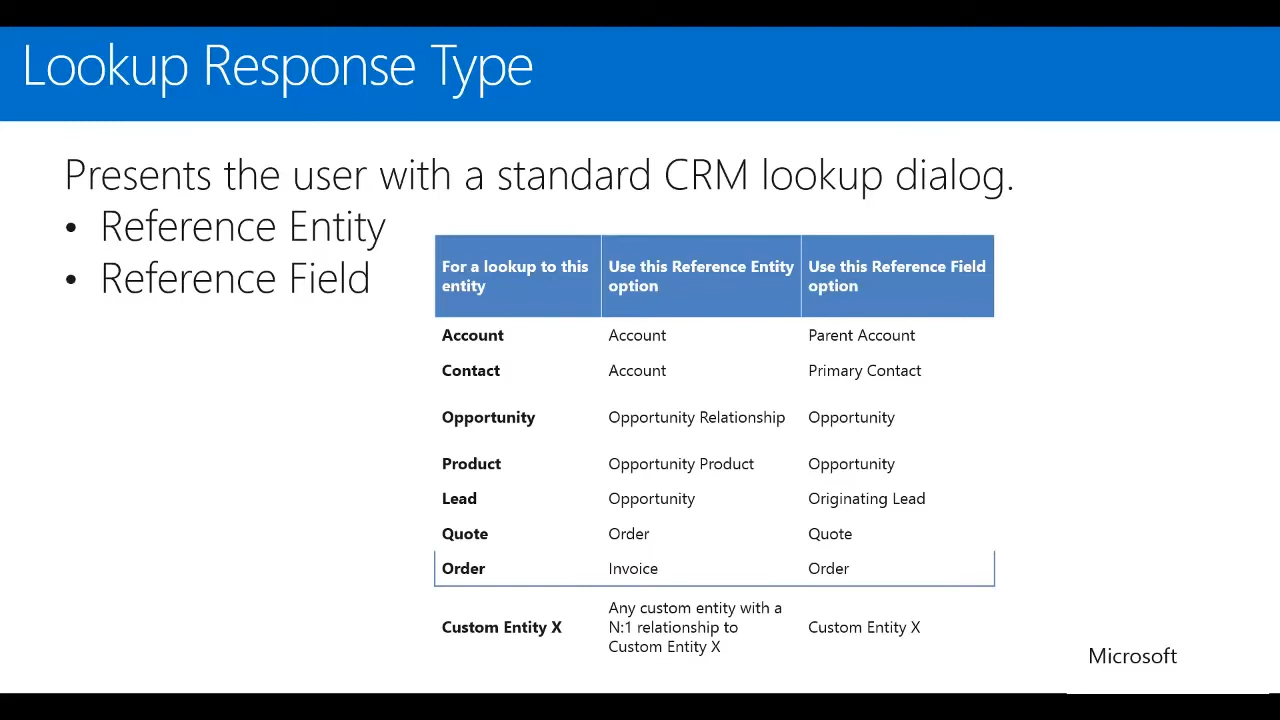 Lookup Response Type
Presents the user with a standard CRM lookup dialog.
• Reference Entity
• Reference Field
For a lookup to this entity | Use this Reference Entity option | Use this Reference Field option
Account | Account | Parent Account
Contact | Account | Primary Contact
Opportunity | Opportunity Relationship | Opportunity
Product | Opportunity Product | Opportunity
Lead | Opportunity | Originating Lead
Quote | Order | Quote
Order | Invoice | Order
Custom Entity X | Any custom entity with a N:1 relationship to Custom Entity X | Custom Entity X
Microsoft